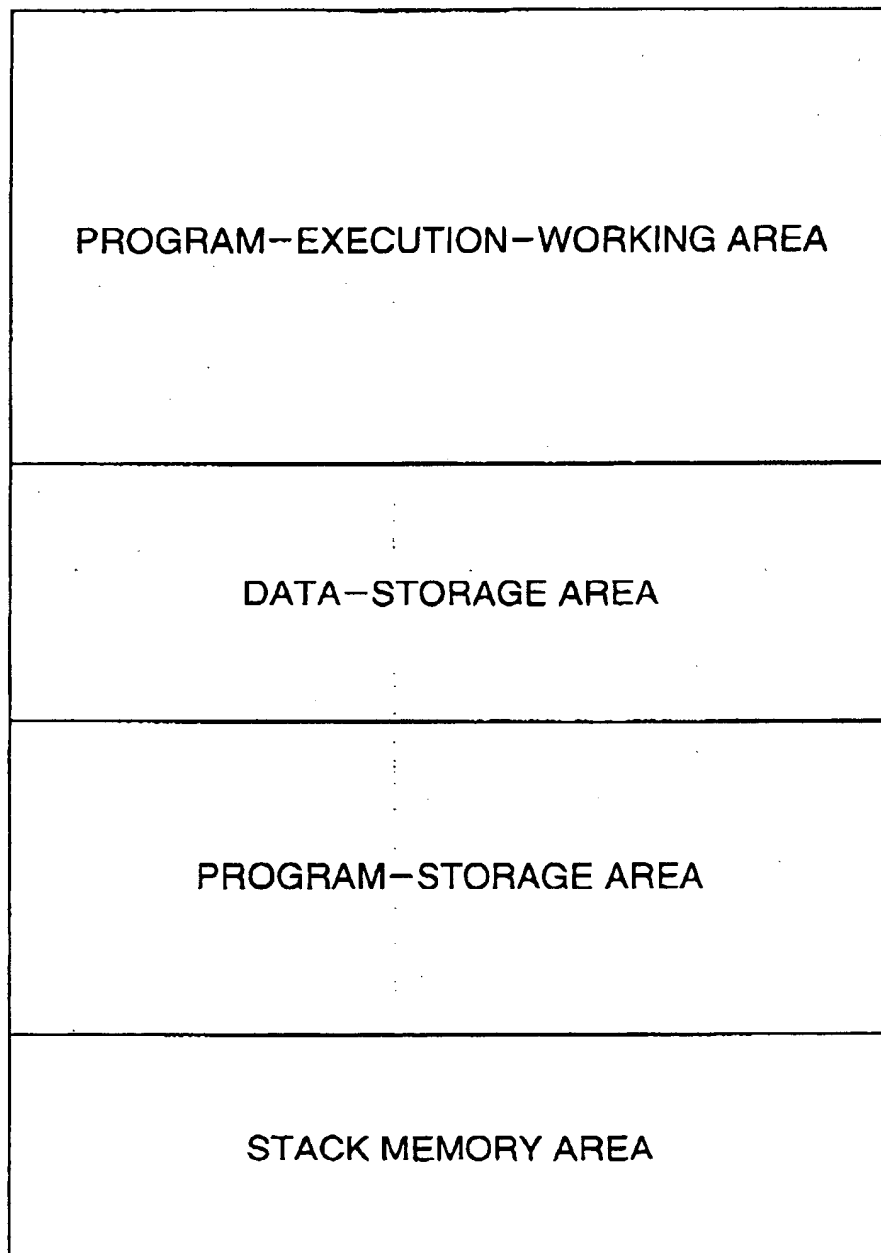 PROGRAM-EXECUTION-WORKING AREA
DATA-STORAGE AREA
PROGRAM-STORAGE AREA
STACK MEMORY AREA